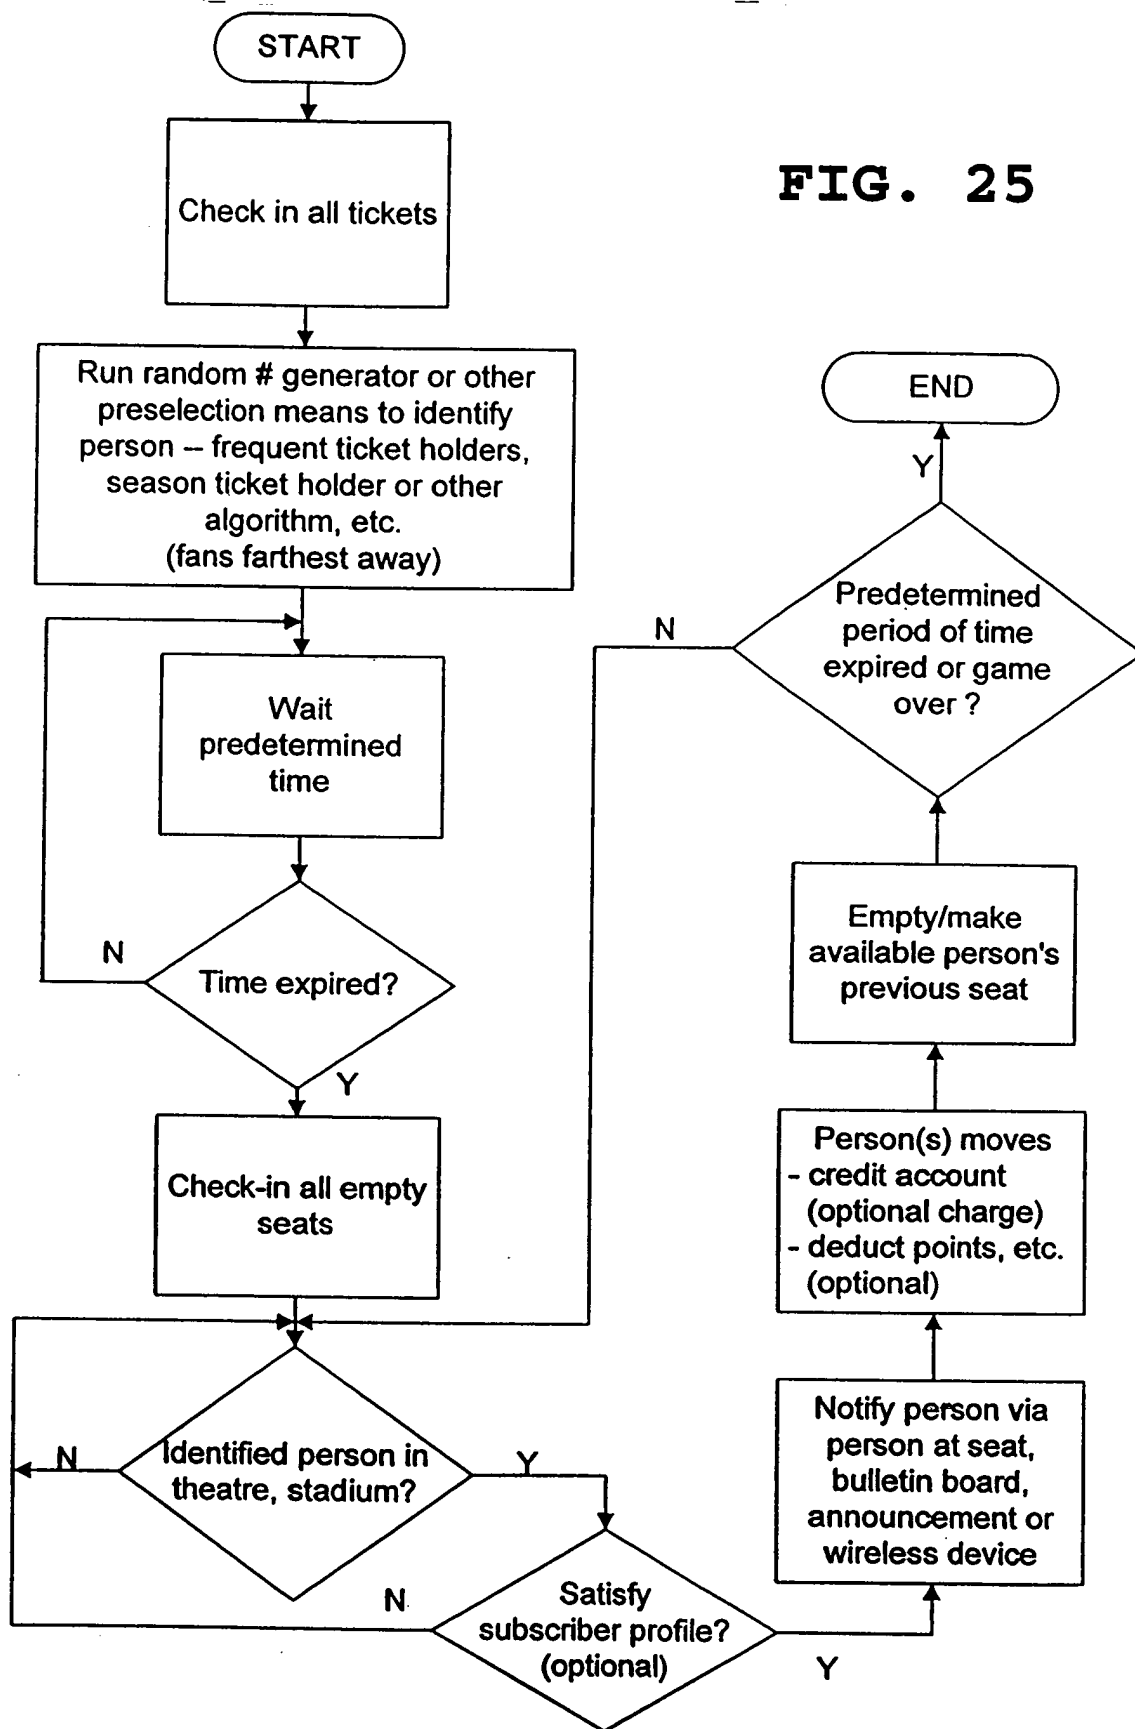 START
FIG. 25
Check in all tickets
Run random # generator or other
preselection means to identify
person – frequent ticket holders,
season ticket holder or other
algorithm, etc.
(fans farthest away)
Wait
predetermined
time
Time expired?
N
Y
Check-in all empty
seats
Identified person in
theatre, stadium?
N
Y
Satisfy
subscriber profile?
(optional)
N
Y
Notify person via
person at seat,
bulletin board,
announcement or
wireless device
Person(s) moves
- credit account
(optional charge)
- deduct points, etc.
(optional)
Empty/make
available person's
previous seat
Predetermined
period of time
expired or game
over ?
N
Y
END